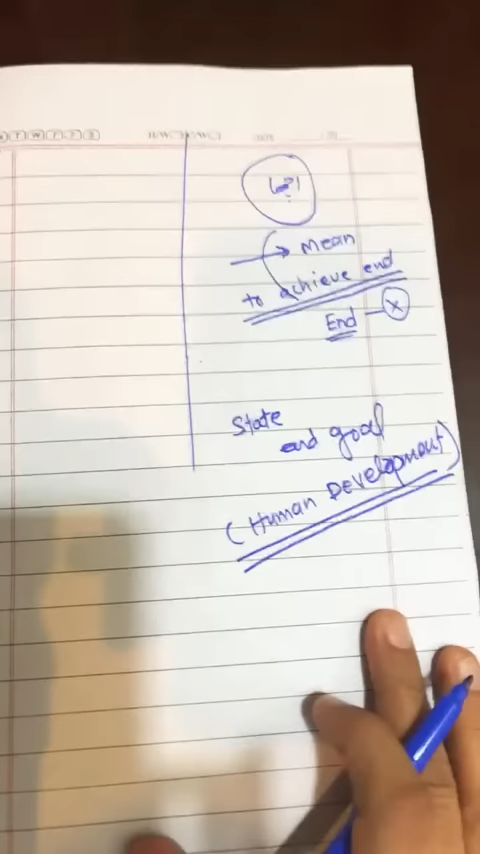 → Mean
to achieve end
End - X
State
and goal
(Human Development)